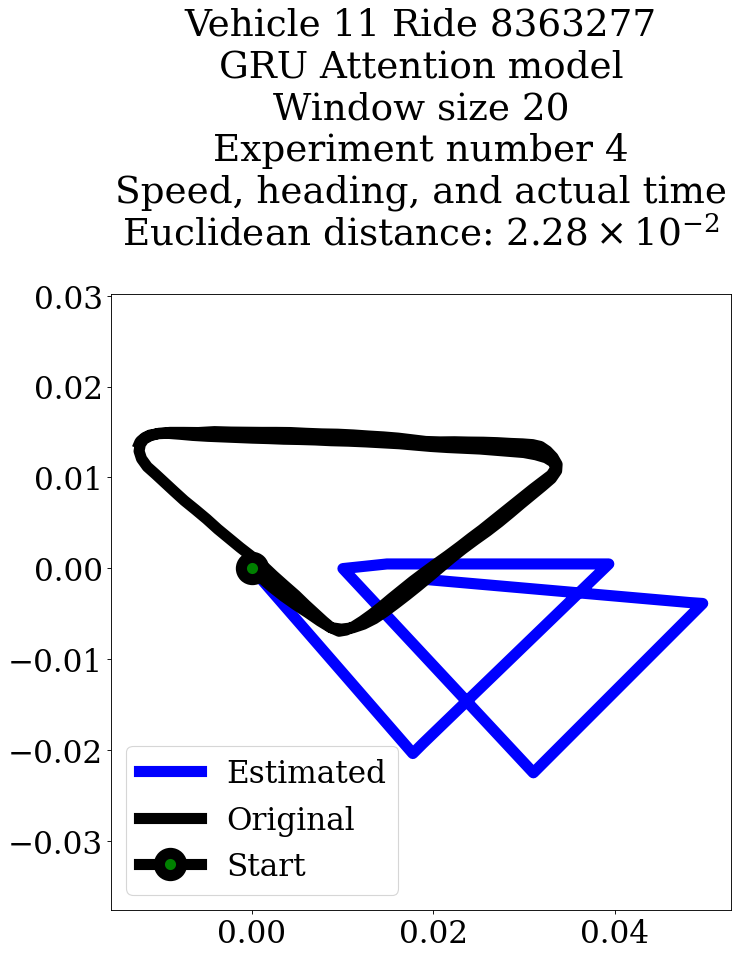 Vehicle 11 Ride 8363277
GRU Attention model
Window size 20
Experiment number 4
Speed, heading, and actual time
Euclidean distance: 2.28 × 10⁻²
0.03
0.02
0.01
0.00
−0.01
−0.02
−0.03
Estimated
Original
Start
0.00 0.02 0.04